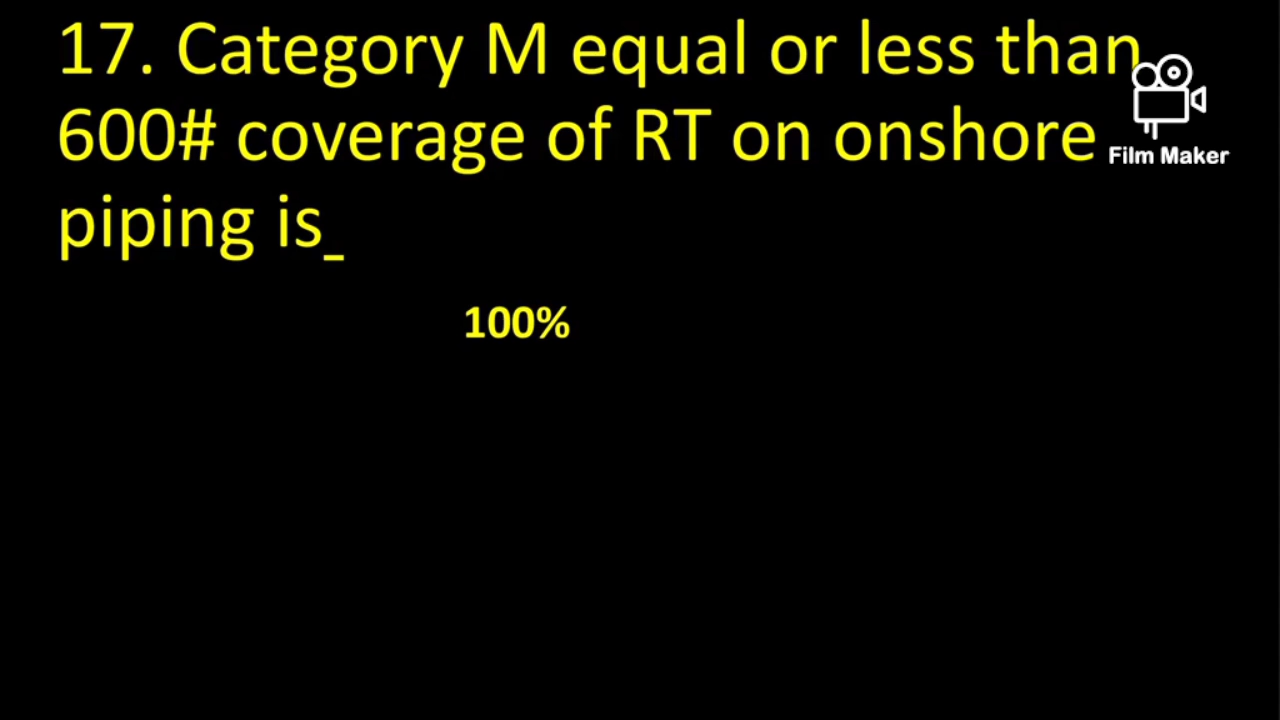 17. Category M equal or less than
600# coverage of RT on onshore
Film Maker
piping is_
100%